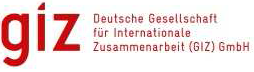 giz
Deutsche Gesellschaft
für Internationale
Zusammenarbeit (GIZ) GmbH